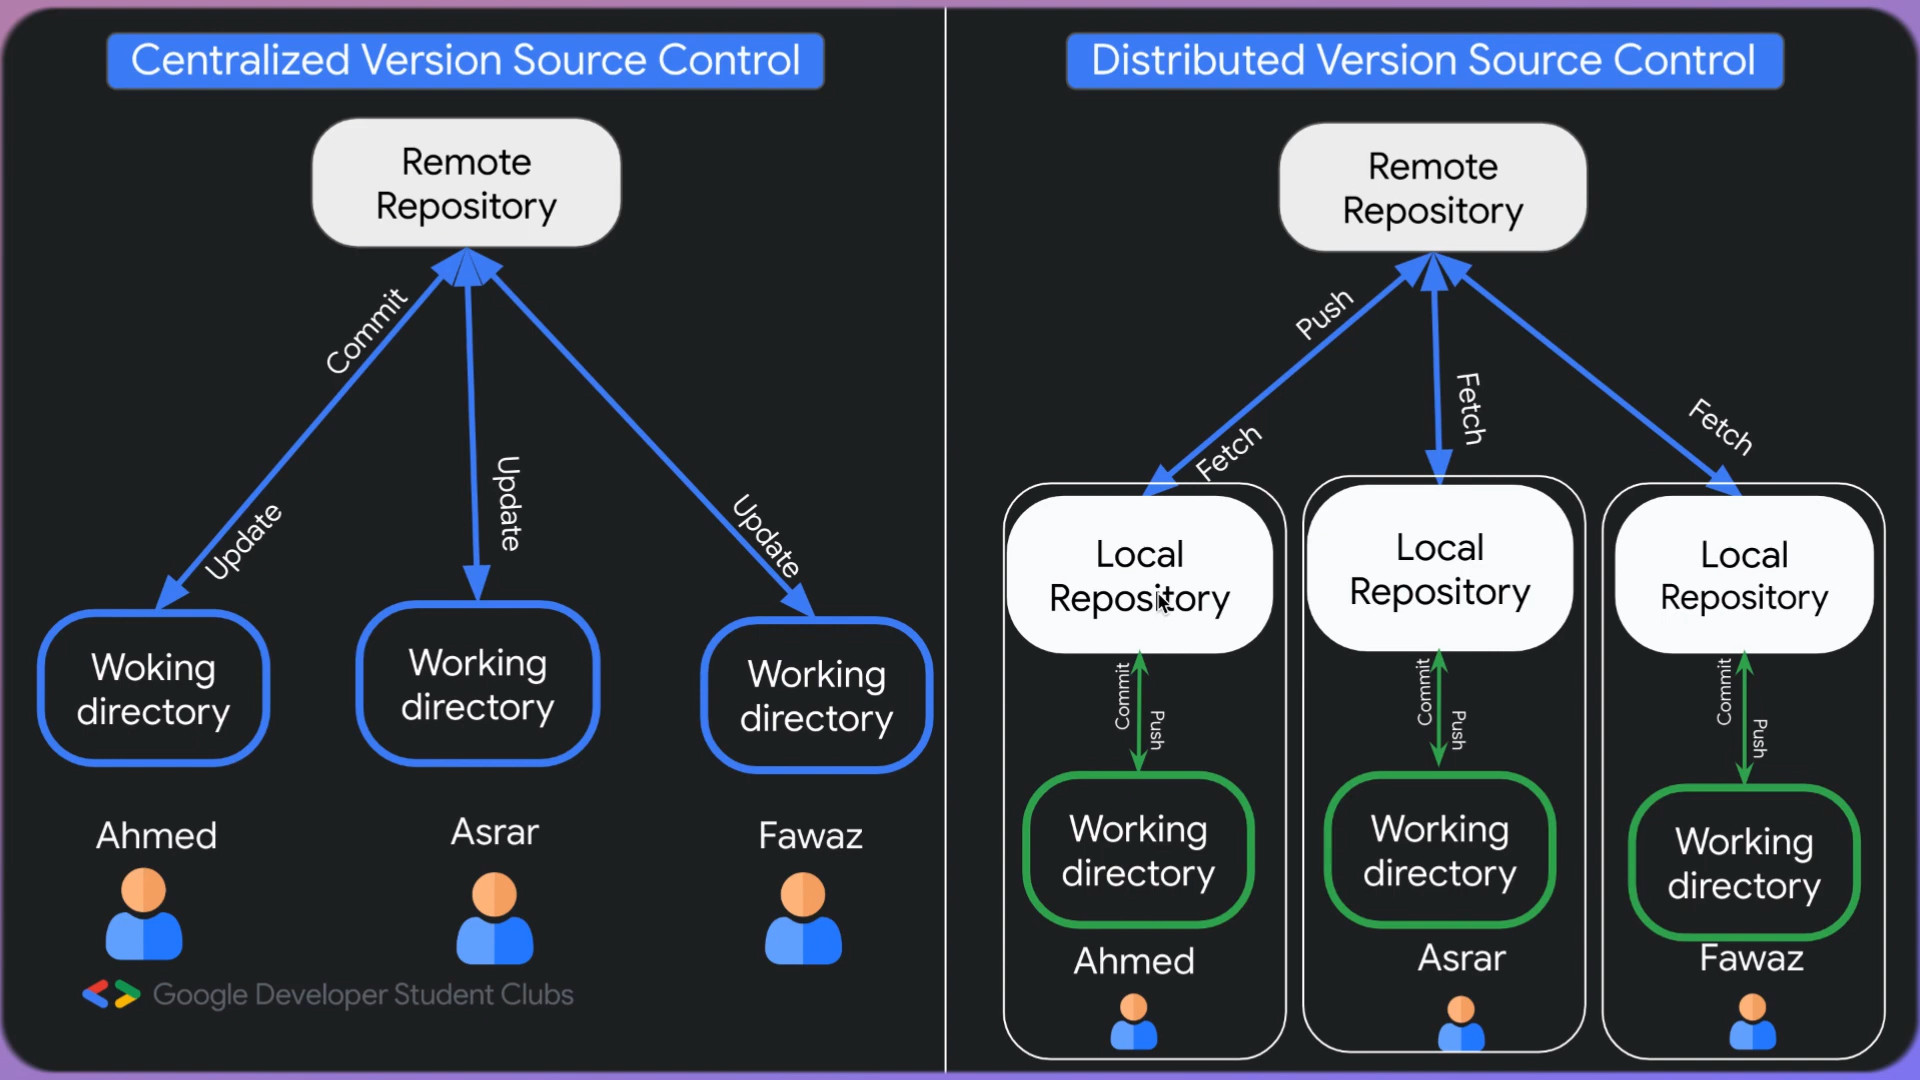 Centralized Version Source Control
Remote
Repository
Commit
Update
Update
Update
Woking
directory
Working
directory
Working
directory
Ahmed
Asrar
Fawaz
Google Developer Student Clubs
Distributed Version Source Control
Remote
Repository
Push
Fetch
Fetch
Fetch
Local
Repository
Local
Repository
Local
Repository
Commit
Push
Commit
Push
Commit
Push
Working
directory
Working
directory
Working
directory
Ahmed
Asrar
Fawaz